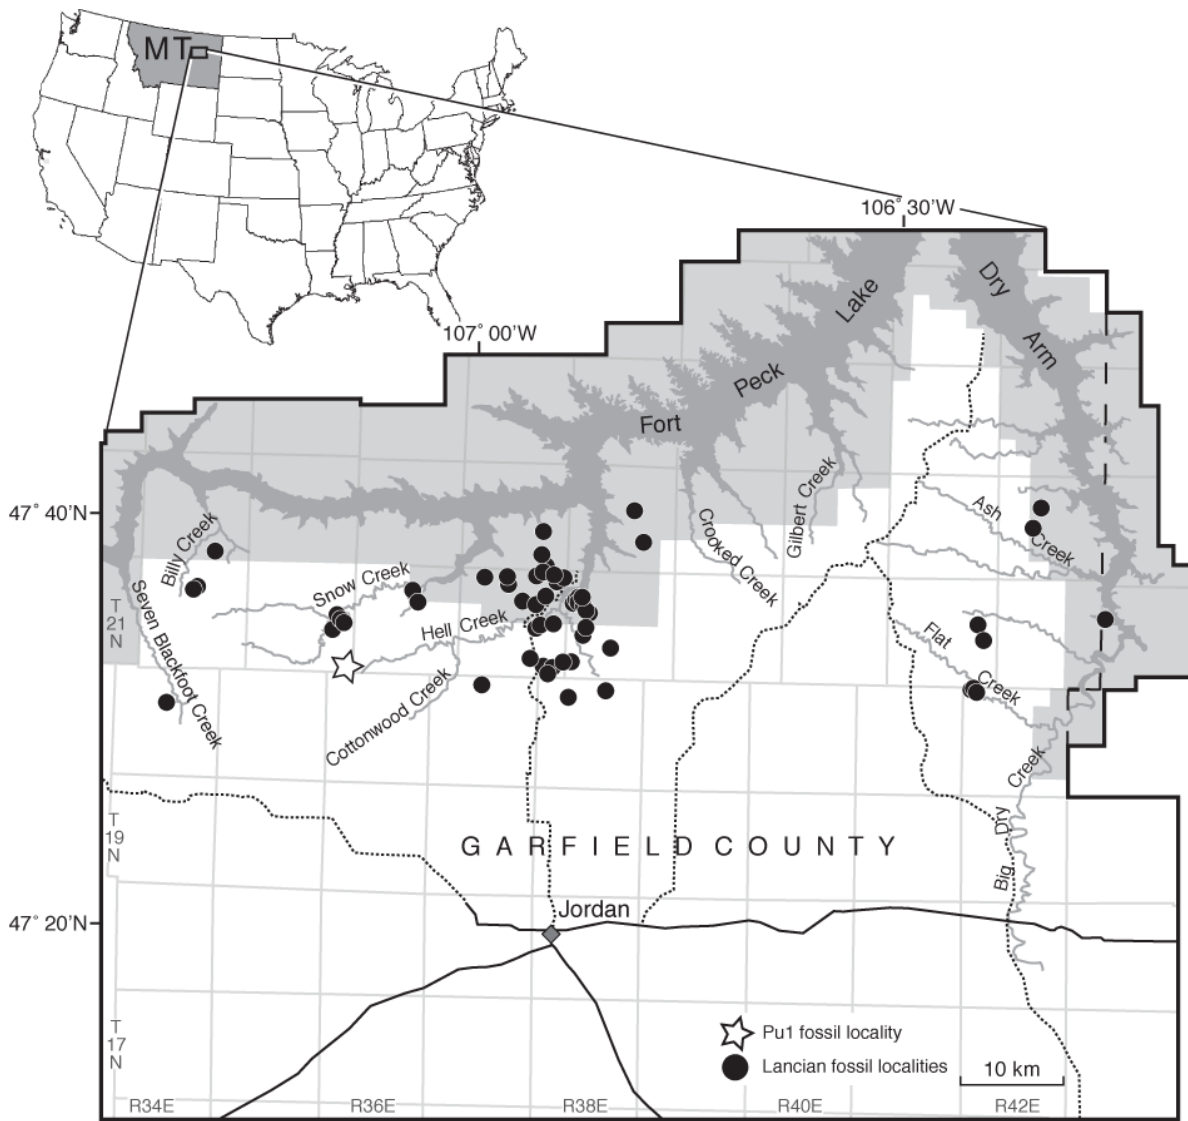 MT
106° 30'W
107° 00'W
Dry
Arm
Lake
Peck
Fort
47° 40'N
Billy Creek
Seven Blackfoot Creek
Snow Creek
Hell Creek
Cottonwood Creek
Crooked Creek
Gilbert Creek
Ash
Creek
Flat
Creek
T
21
N
Big Dry Creek
T
19
N
GARFIELD COUNTY
47° 20'N
Jordan
T
17
N
Pu1 fossil locality
Lancian fossil localities
10 km
R34E
R36E
R38E
R40E
R42E